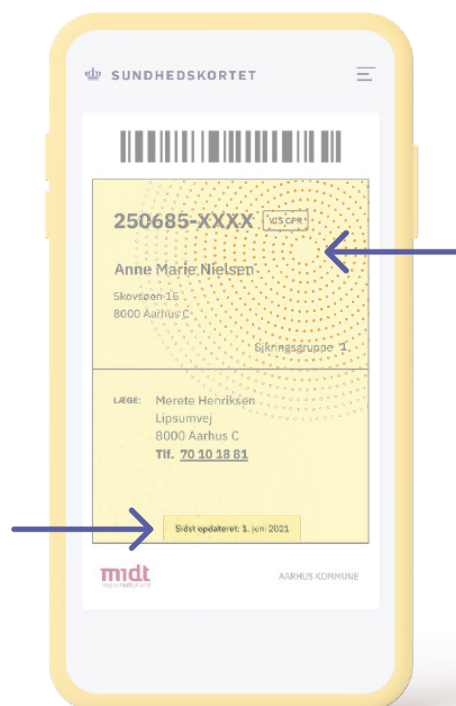 SUNDHEDSKORTET
250685-XXXX VIS CPR
Anne Marie Nielsen
Skovsøen 15
8000 Aarhus C
Sikringsgruppe 1
LÆGE: Merete Henriksen
Lipsumvej
8000 Aarhus C
Tlf. 70 10 18 81
Sidst opdateret: 1. juni 2021
midt
regionmidtjylland
AARHUS KOMMUNE